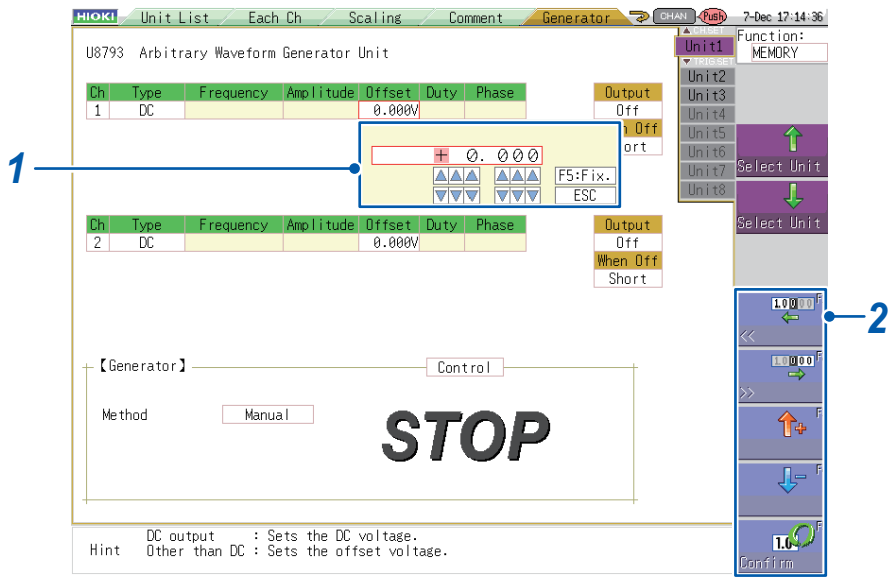 HIOKI Unit List Each Ch Scaling Comment Generator CHAN Push 7-Dec 17:14:36
▲ CH.SET
Unit1
▼ TRIG.SET
Unit2
Unit3
Unit4
Unit5
Unit6
Unit7
Unit8
Function:
MEMORY
U8793 Arbitrary Waveform Generator Unit
Ch Type Frequency Amplitude Offset Duty Phase
1 DC 0.000V
Output
Off
n Off
ort
1
+ 0.000
F5:Fix.
ESC
Select Unit
Select Unit
Ch Type Frequency Amplitude Offset Duty Phase
2 DC 0.000V
Output
Off
When Off
Short
1.0000 F
<<
2
1.0000 F
>>
+ F
- F
1.0 F
Confirm
【Generator】 Control
Method Manual
STOP
Hint DC output : Sets the DC voltage.
Other than DC : Sets the offset voltage.